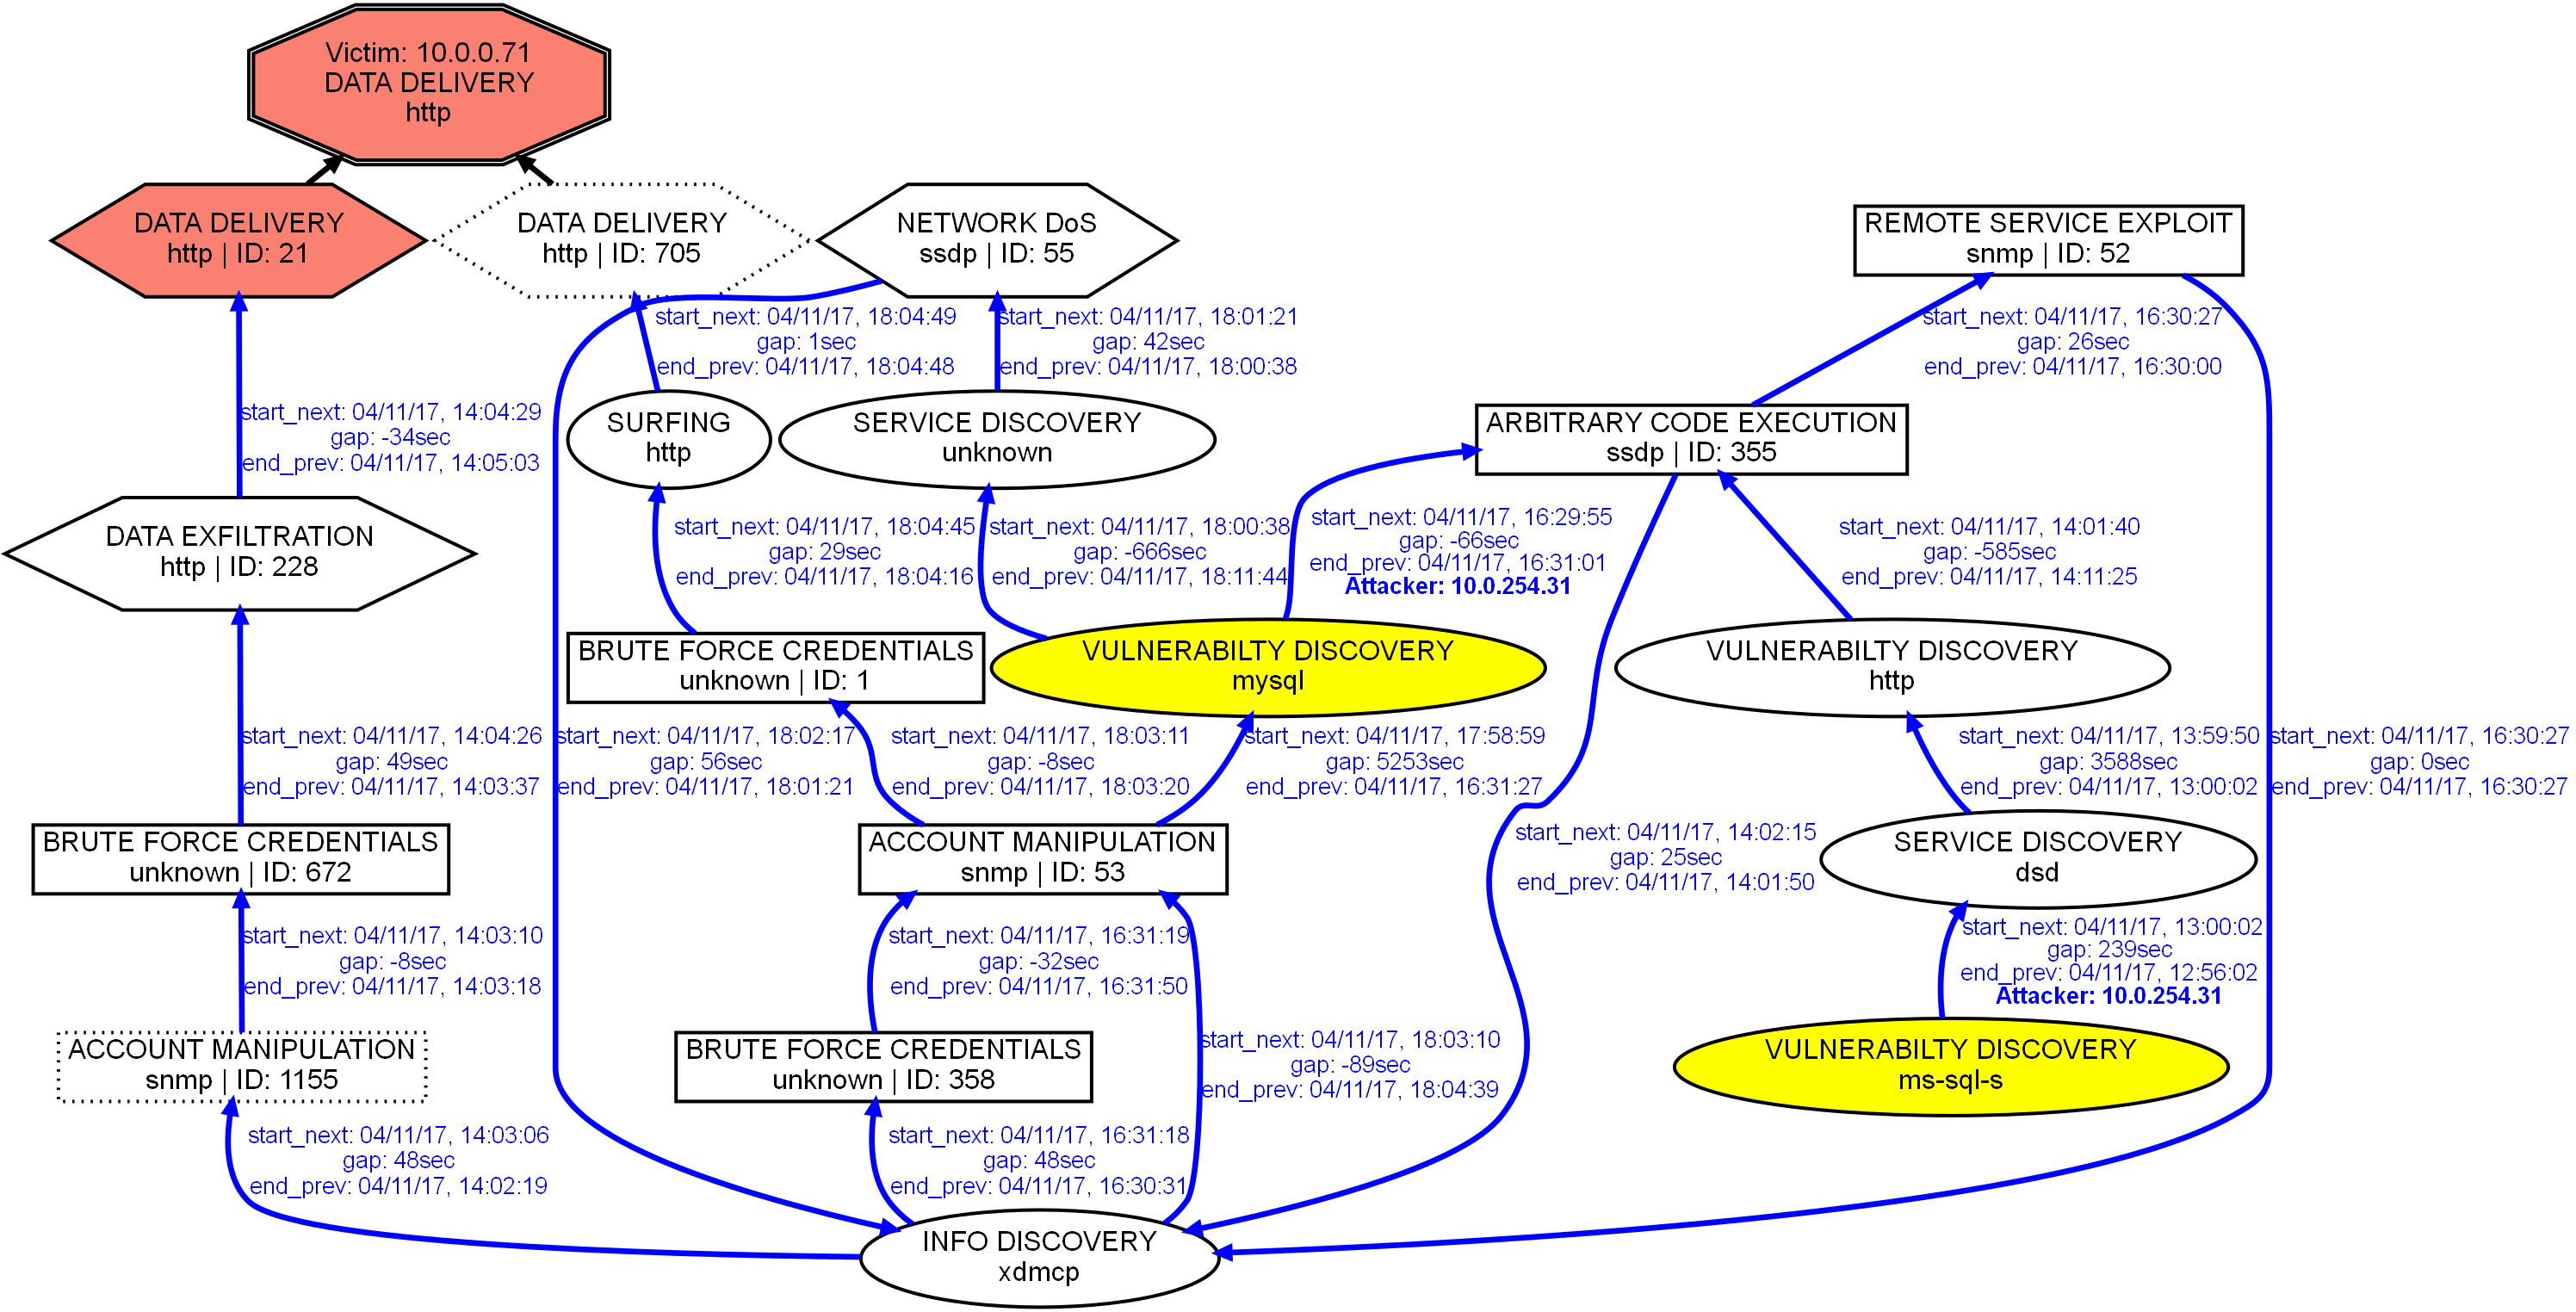 Victim: 10.0.0.71
DATA DELIVERY
http
DATA DELIVERY
http | ID: 21
DATA DELIVERY
http | ID: 705
NETWORK DoS
ssdp | ID: 55
REMOTE SERVICE EXPLOIT
snmp | ID: 52
start_next: 04/11/17, 18:04:49
gap: 1sec
end_prev: 04/11/17, 18:04:48
start_next: 04/11/17, 18:01:21
gap: 42sec
end_prev: 04/11/17, 18:00:38
start_next: 04/11/17, 16:30:27
gap: 26sec
end_prev: 04/11/17, 16:30:00
start_next: 04/11/17, 14:04:29
gap: -34sec
end_prev: 04/11/17, 14:05:03
SURFING
http
SERVICE DISCOVERY
unknown
ARBITRARY CODE EXECUTION
ssdp | ID: 355
DATA EXFILTRATION
http | ID: 228
start_next: 04/11/17, 18:04:45
gap: 29sec
end_prev: 04/11/17, 18:04:16
start_next: 04/11/17, 18:00:38
gap: -666sec
end_prev: 04/11/17, 18:11:44
start_next: 04/11/17, 16:29:55
gap: -66sec
end_prev: 04/11/17, 16:31:01
Attacker: 10.0.254.31
start_next: 04/11/17, 14:01:40
gap: -585sec
end_prev: 04/11/17, 14:11:25
BRUTE FORCE CREDENTIALS
unknown | ID: 1
VULNERABILTY DISCOVERY
mysql
VULNERABILTY DISCOVERY
http
start_next: 04/11/17, 14:04:26
gap: 49sec
end_prev: 04/11/17, 14:03:37
start_next: 04/11/17, 18:02:17
gap: 56sec
end_prev: 04/11/17, 18:01:21
start_next: 04/11/17, 18:03:11
gap: -8sec
end_prev: 04/11/17, 18:03:20
start_next: 04/11/17, 17:58:59
gap: 5253sec
end_prev: 04/11/17, 16:31:27
start_next: 04/11/17, 13:59:50
gap: 3588sec
end_prev: 04/11/17, 13:00:02
start_next: 04/11/17, 16:30:27
gap: 0sec
end_prev: 04/11/17, 16:30:27
BRUTE FORCE CREDENTIALS
unknown | ID: 672
ACCOUNT MANIPULATION
snmp | ID: 53
start_next: 04/11/17, 14:02:15
gap: 25sec
end_prev: 04/11/17, 14:01:50
SERVICE DISCOVERY
dsd
start_next: 04/11/17, 14:03:10
gap: -8sec
end_prev: 04/11/17, 14:03:18
start_next: 04/11/17, 16:31:19
gap: -32sec
end_prev: 04/11/17, 16:31:50
start_next: 04/11/17, 13:00:02
gap: 239sec
end_prev: 04/11/17, 12:56:02
Attacker: 10.0.254.31
ACCOUNT MANIPULATION
snmp | ID: 1155
BRUTE FORCE CREDENTIALS
unknown | ID: 358
start_next: 04/11/17, 18:03:10
gap: -89sec
end_prev: 04/11/17, 18:04:39
VULNERABILTY DISCOVERY
ms-sql-s
start_next: 04/11/17, 14:03:06
gap: 48sec
end_prev: 04/11/17, 14:02:19
start_next: 04/11/17, 16:31:18
gap: 48sec
end_prev: 04/11/17, 16:30:31
INFO DISCOVERY
xdmcp